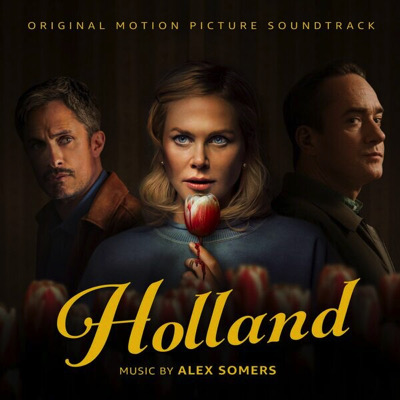 ORIGINAL MOTION PICTURE SOUNDTRACK
Holland
MUSIC BY ALEX SOMERS